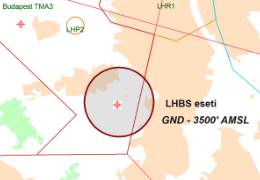 Budapest TMA3
LHR1
LHP2
LHBS eseti
GND - 3500' AMSL